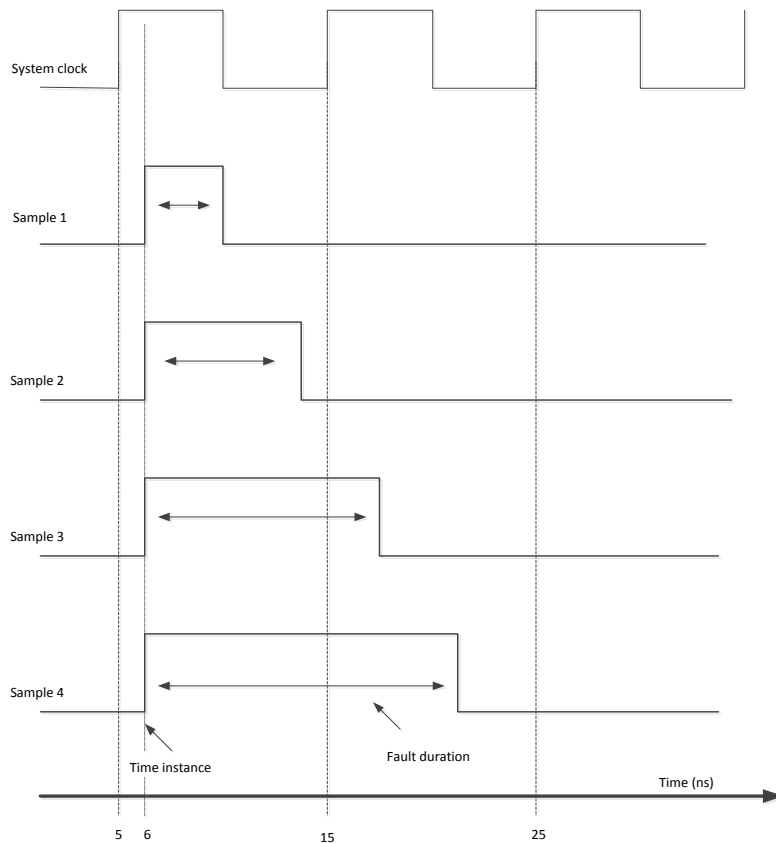 System clock
Sample 1
Sample 2
Sample 3
Sample 4
Time instance
Fault duration
Time (ns)
5 6 15 25